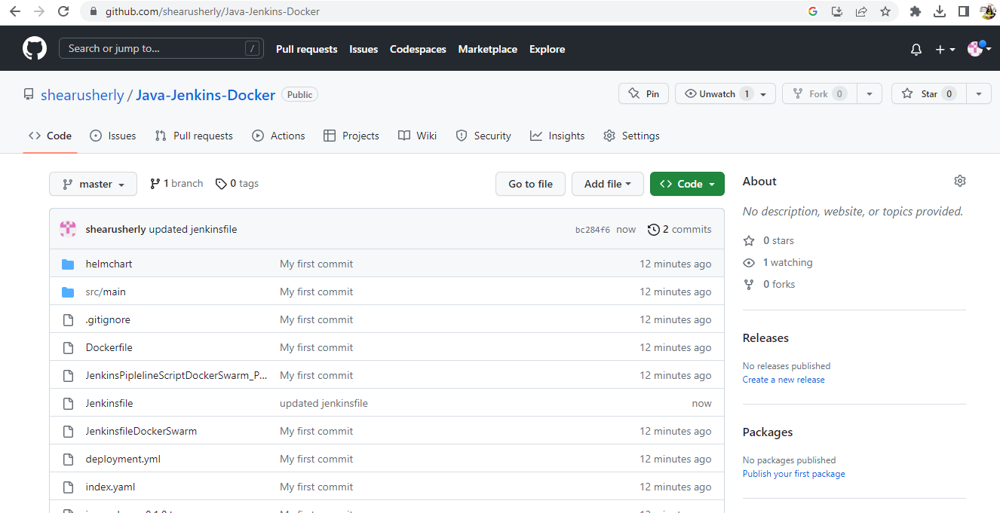 github.com/shearusherly/Java-Jenkins-Docker
Search or jump to... /
Pull requests Issues Codespaces Marketplace Explore
shearusherly / Java-Jenkins-Docker Public
Pin Unwatch 1 Fork 0 Star 0
Code Issues Pull requests Actions Projects Wiki Security Insights Settings
master 1 branch 0 tags Go to file Add file Code
shearusherly updated jenkinsfile bc284f6 now 2 commits
helmchart My first commit 12 minutes ago
src/main My first commit 12 minutes ago
.gitignore My first commit 12 minutes ago
Dockerfile My first commit 12 minutes ago
JenkinsPiplelineScriptDockerSwarm_P... My first commit 12 minutes ago
Jenkinsfile updated jenkinsfile now
JenkinsfileDockerSwarm My first commit 12 minutes ago
deployment.yml My first commit 12 minutes ago
index.yaml My first commit 12 minutes ago
My first commit 12 minutes ago
About
No description, website, or topics provided.
0 stars
1 watching
0 forks
Releases
No releases published
Create a new release
Packages
No packages published
Publish your first package